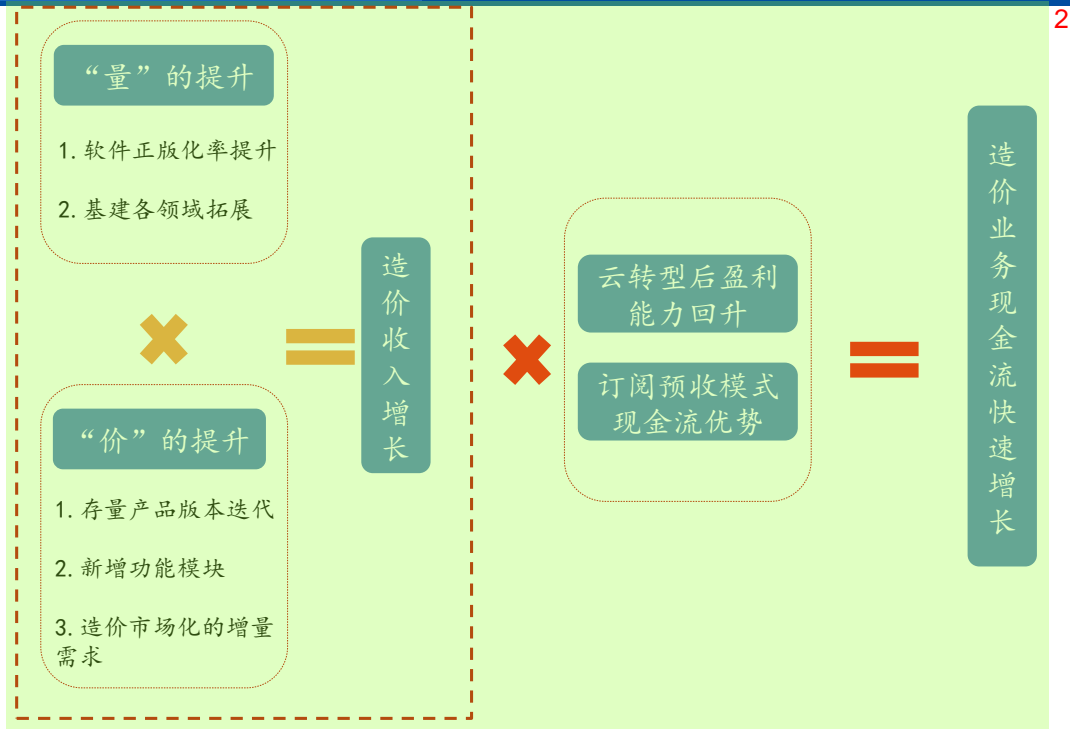 2
“量”的提升
1.软件正版化率提升
2.基建各领域拓展
“价”的提升
1.存量产品版本迭代
2.新增功能模块
3.造价市场化的增量
需求
造价收入增长
云转型后盈利
能力回升
订阅预收模式
现金流优势
造价业务现金流快速增长